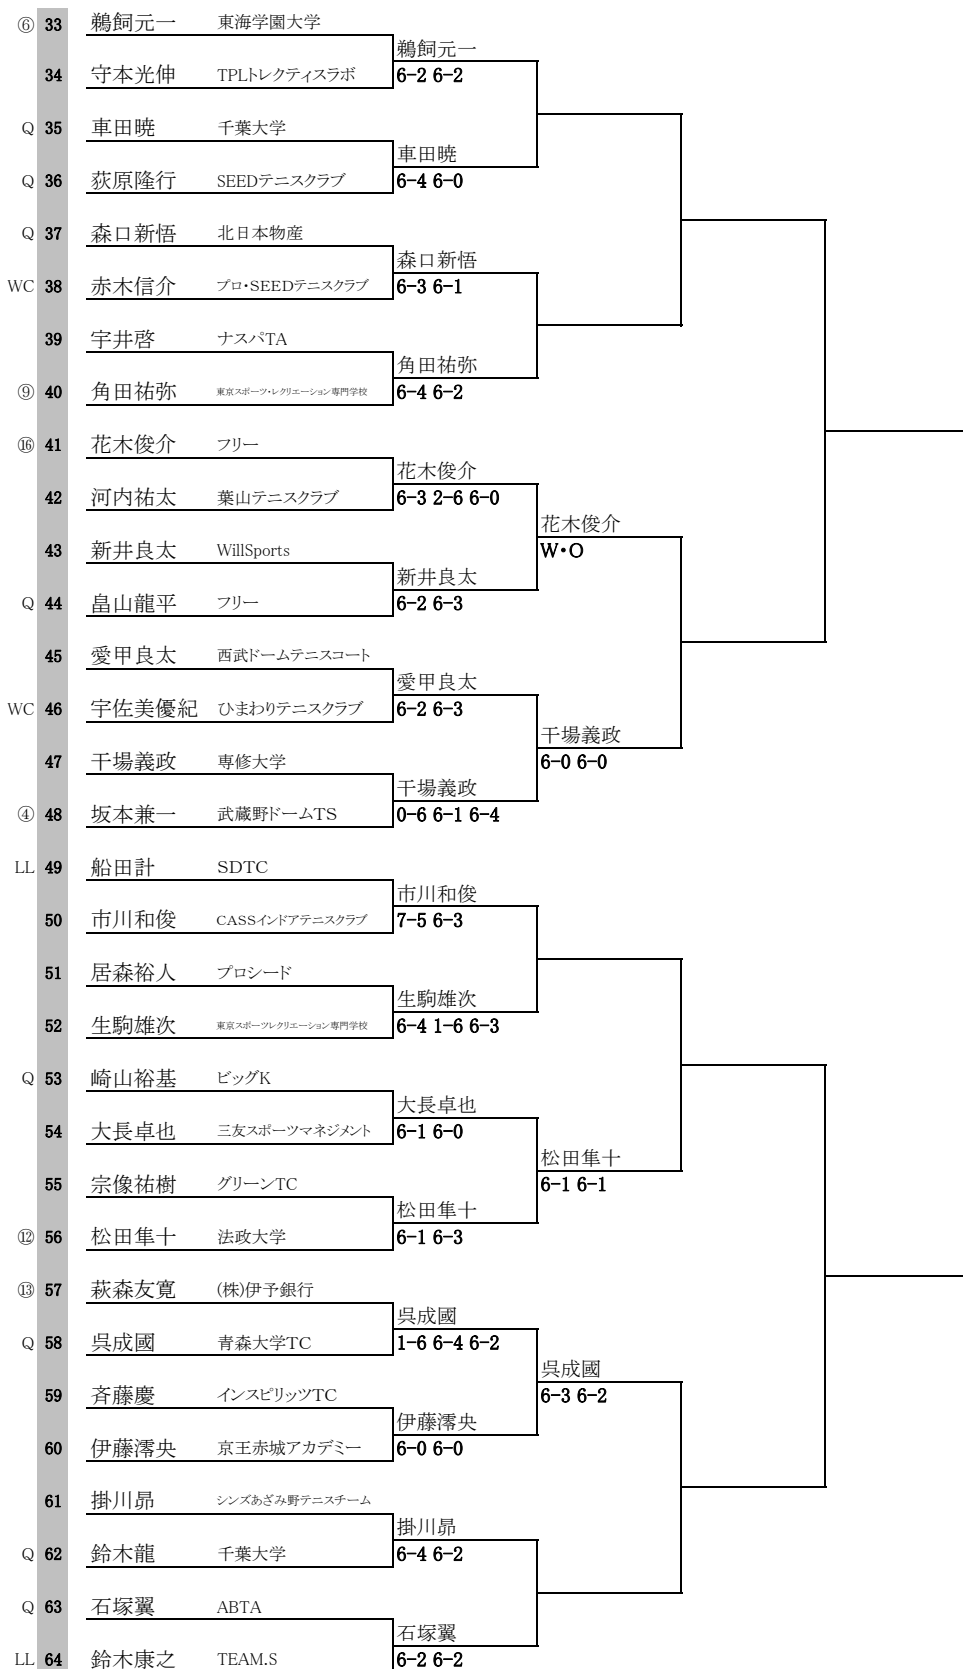 ⑥ 33 鵜飼元一 東海学園大学
鵜飼元一
34 守本光伸 TPLトレクティスラボ 6-2 6-2
Q 35 車田暁 千葉大学
車田暁
Q 36 荻原隆行 SEEDテニスクラブ 6-4 6-0
Q 37 森口新悟 北日本物産
森口新悟
WC 38 赤木信介 プロ・SEEDテニスクラブ 6-3 6-1
39 宇井啓 ナスパTA
角田祐弥
⑨ 40 角田祐弥 東京スポーツ・レクリエーション専門学校 6-4 6-2
⑯ 41 花木俊介 フリー
花木俊介
42 河内祐太 葉山テニスクラブ 6-3 2-6 6-0
花木俊介
43 新井良太 WillSports W・O
新井良太
Q 44 畠山龍平 フリー 6-2 6-3
45 愛甲良太 西武ドームテニスコート
愛甲良太
WC 46 宇佐美優紀 ひまわりテニスクラブ 6-2 6-3
干場義政
47 干場義政 専修大学 6-0 6-0
干場義政
④ 48 坂本兼一 武蔵野ドームTS 0-6 6-1 6-4
LL 49 船田計 SDTC
市川和俊
50 市川和俊 CASSインドアテニスクラブ 7-5 6-3
51 居森裕人 プロシード
生駒雄次
52 生駒雄次 東京スポーツレクリエーション専門学校 6-4 1-6 6-3
Q 53 崎山裕基 ビッグK
大長卓也
54 大長卓也 三友スポーツマネジメント 6-1 6-0
松田隼十
55 宗像祐樹 グリーンTC 6-1 6-1
松田隼十
⑫ 56 松田隼十 法政大学 6-1 6-3
⑬ 57 萩森友寛 (株)伊予銀行
呉成國
Q 58 呉成國 青森大学TC 1-6 6-4 6-2
呉成國
59 斉藤慶 インスピリッツTC 6-3 6-2
伊藤澪央
60 伊藤澪央 京王赤城アカデミー 6-0 6-0
61 掛川昴 シンズあざみ野テニスチーム
掛川昴
Q 62 鈴木龍 千葉大学 6-4 6-2
Q 63 石塚翼 ABTA
石塚翼
LL 64 鈴木康之 TEAM.S 6-2 6-2